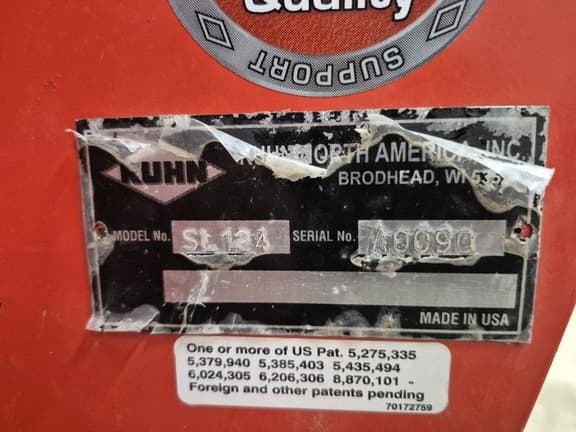 Quality
SUPPORT
KUHN
KUHN NORTH AMERICA, INC.
BRODHEAD, WI
MODEL No. SL124 SERIAL No.
MADE IN USA
One or more of US Pat. 5,275,335
5,379,940 5,385,403 5,435,494
6,024,305 6,206,306 8,870,101 -
Foreign and other patents pending
70172759